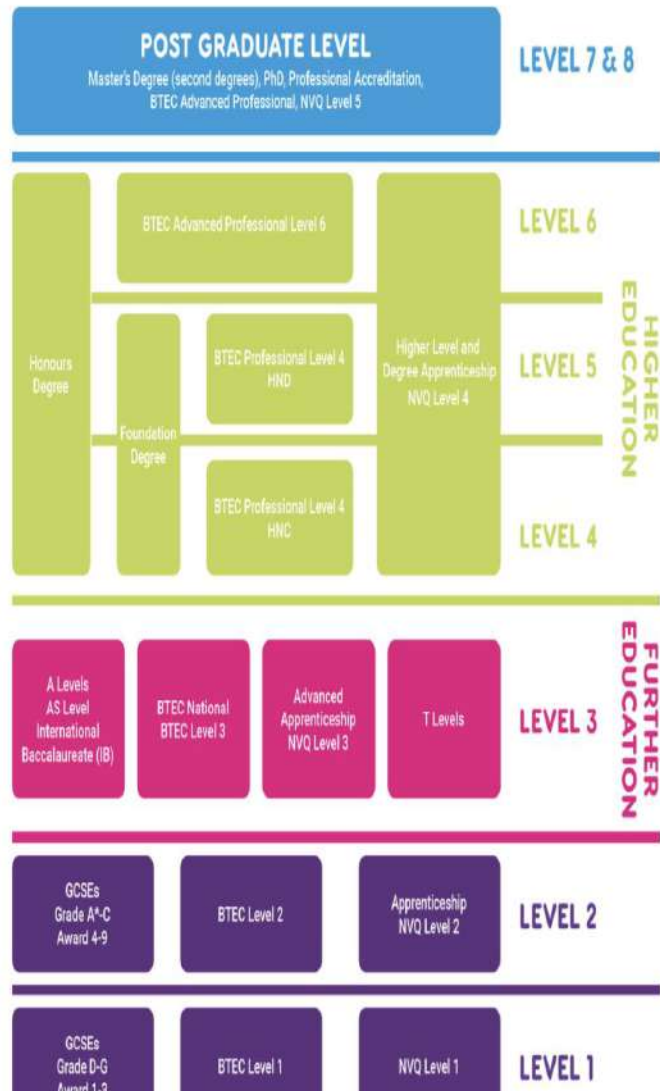 POST GRADUATE LEVEL
Master's Degree (second degrees), PhD, Professional Accreditation,
BTEC Advanced Professional, NVQ Level 5
LEVEL 7 & 8
Honours
Degree
BTEC Advanced Professional Level 6
Foundation
Degree
BTEC Professional Level 4
HND
BTEC Professional Level 4
HNC
Higher Level and
Degree Apprenticeship
NVQ Level 4
LEVEL 6
LEVEL 5
LEVEL 4
HIGHER
EDUCATION
A Levels
AS Level
International
Baccalaureate (IB)
BTEC National
BTEC Level 3
Advanced
Apprenticeship
NVQ Level 3
T Levels
LEVEL 3
FURTHER
EDUCATION
GCSEs
Grade A*-C
Award 4-9
BTEC Level 2
Apprenticeship
NVQ Level 2
LEVEL 2
GCSEs
Grade D-G
Award 1-3
BTEC Level 1
NVQ Level 1
LEVEL 1